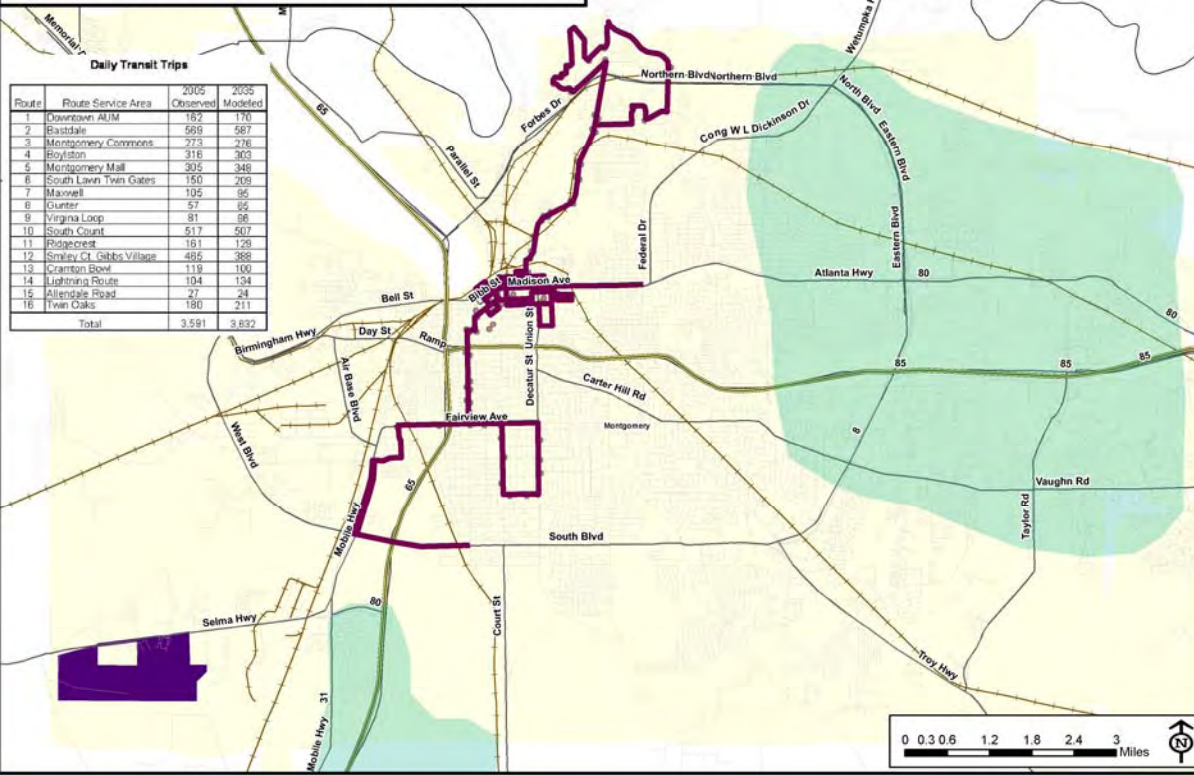 Daily Transit Trips
Route Route Service Area 2005 Observed 2035 Modeled
1 Downtown AUM 162 170
2 Eastdale 569 587
3 Montgomery Commons 273 276
4 Boylston 316 303
5 Montgomery Mall 305 348
6 South Lawn Twin Gates 150 209
7 Maxwell 105 95
8 Gunter 57 65
9 Virgina Loop 81
10 South Count 517 507
11 Ridgecrest 161 129
12 Smiley Ct. Gibbs Village 465 388
13 Cramton Bowl 119 100
14 Lightning Route 104 134
15 Allendale Road 27 24
16 Twin Oaks 180 211
Total 3,591 3,632
65
Forbes Dr
Parallel St
Northern Blvd
Northern Blvd
North Blvd
Eastern Blvd
Cong W L Dickinson Dr
Eastern Blvd
Federal Dr
Atlanta Hwy
80
80
Madison Ave
Bibb St
Bell St
Birmingham Hwy
Day St
Ramp
Union St
Decatur St
85
85
85
Air Base Blvd
Carter Hill Rd
Fairview Ave
Montgomery
8
West Blvd
65
Mobile Hwy
Vaughn Rd
Taylor Rd
South Blvd
80
Selma Hwy
Court St
Troy Hwy
31
Mobile Hwy
0 0.3 0.6 1.2 1.8 2.4 3
Miles
N